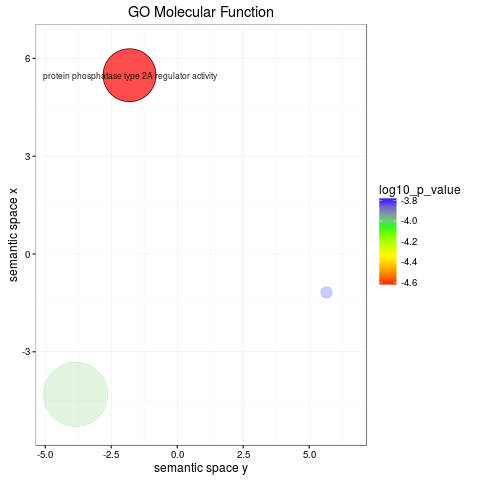 GO Molecular Function
6
3
0
-3
semantic space x
protein phosphatase type 2A regulator activity
-5.0 -2.5 0.0 2.5 5.0
semantic space y
log10_p_value
-3.8
-4.0
-4.2
-4.4
-4.6